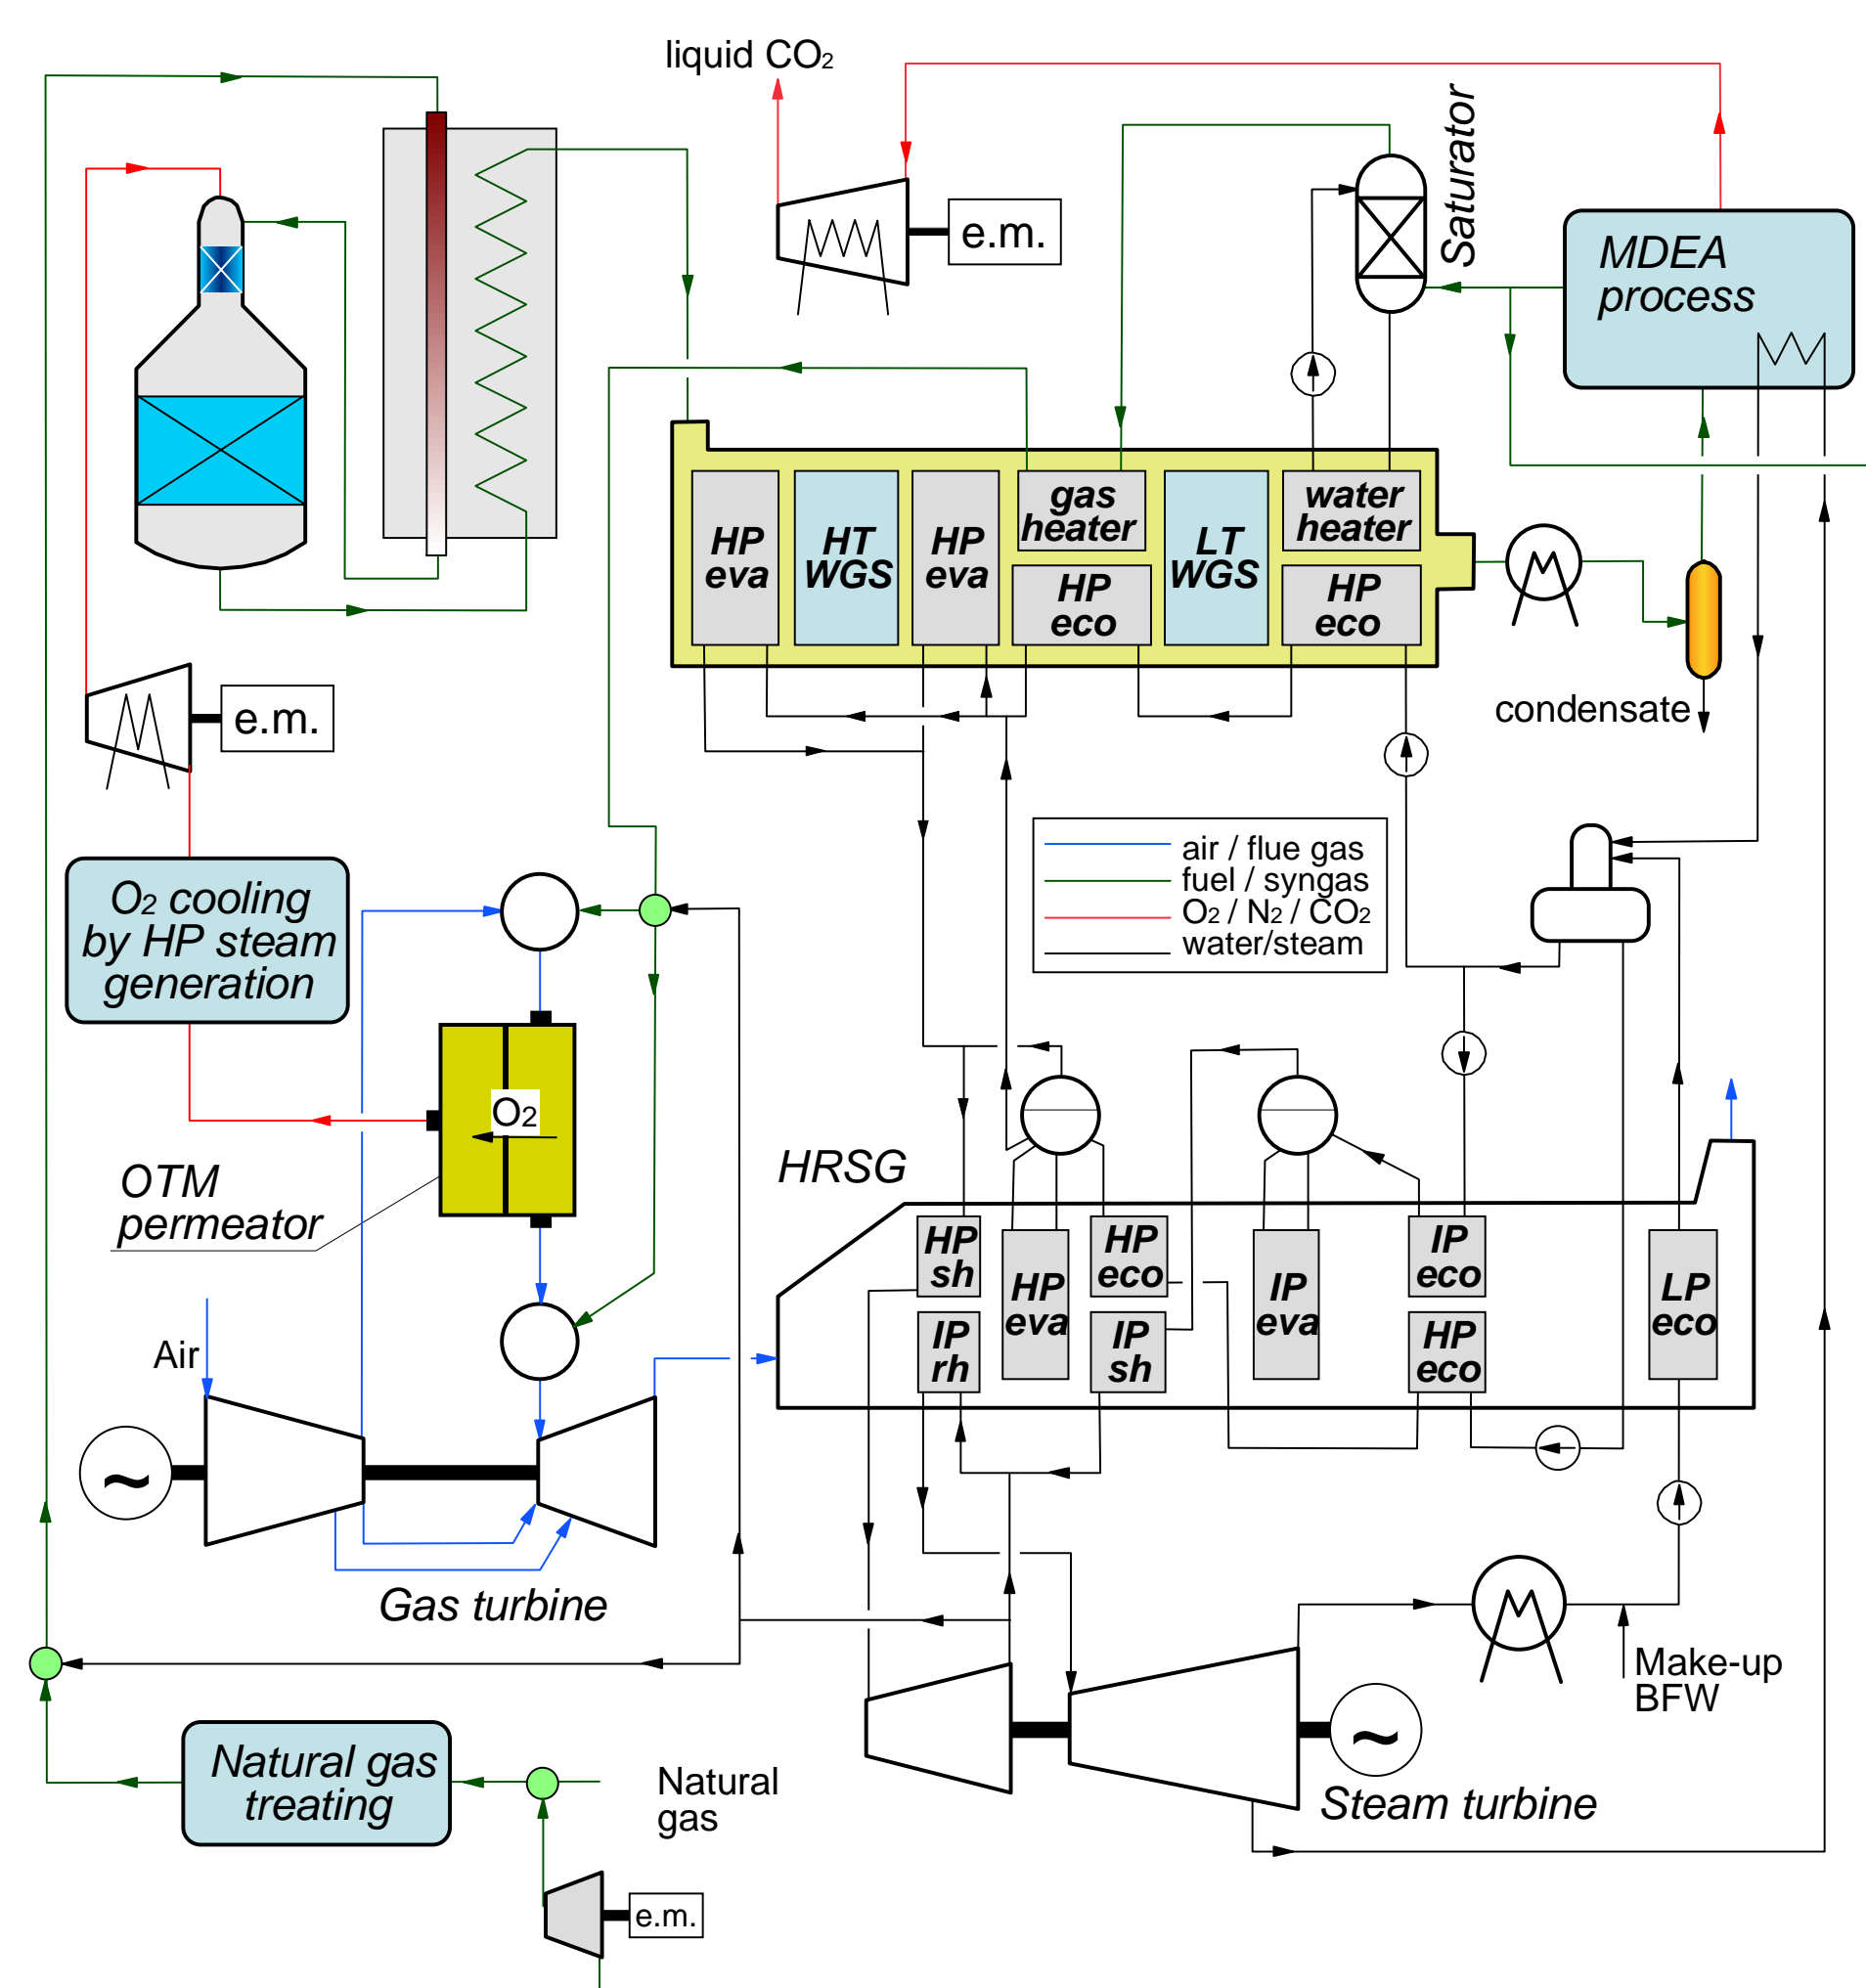 liquid CO2
Saturator
e.m.
MDEA
process
gas
heater
water
heater
HP
eva
HT
WGS
HP
eva
LT
WGS
HP
eco
HP
eco
e.m.
condensate
air / flue gas
fuel / syngas
O2 / N2 / CO2
water/steam
O2 cooling
by HP steam
generation
O2
OTM
permeator
HRSG
HP
sh
HP
eva
HP
eco
IP
eva
IP
eco
LP
eco
IP
rh
IP
sh
HP
eco
Air
~
Gas turbine
Make-up
BFW
~
Steam turbine
Natural gas
treating
Natural
gas
e.m.